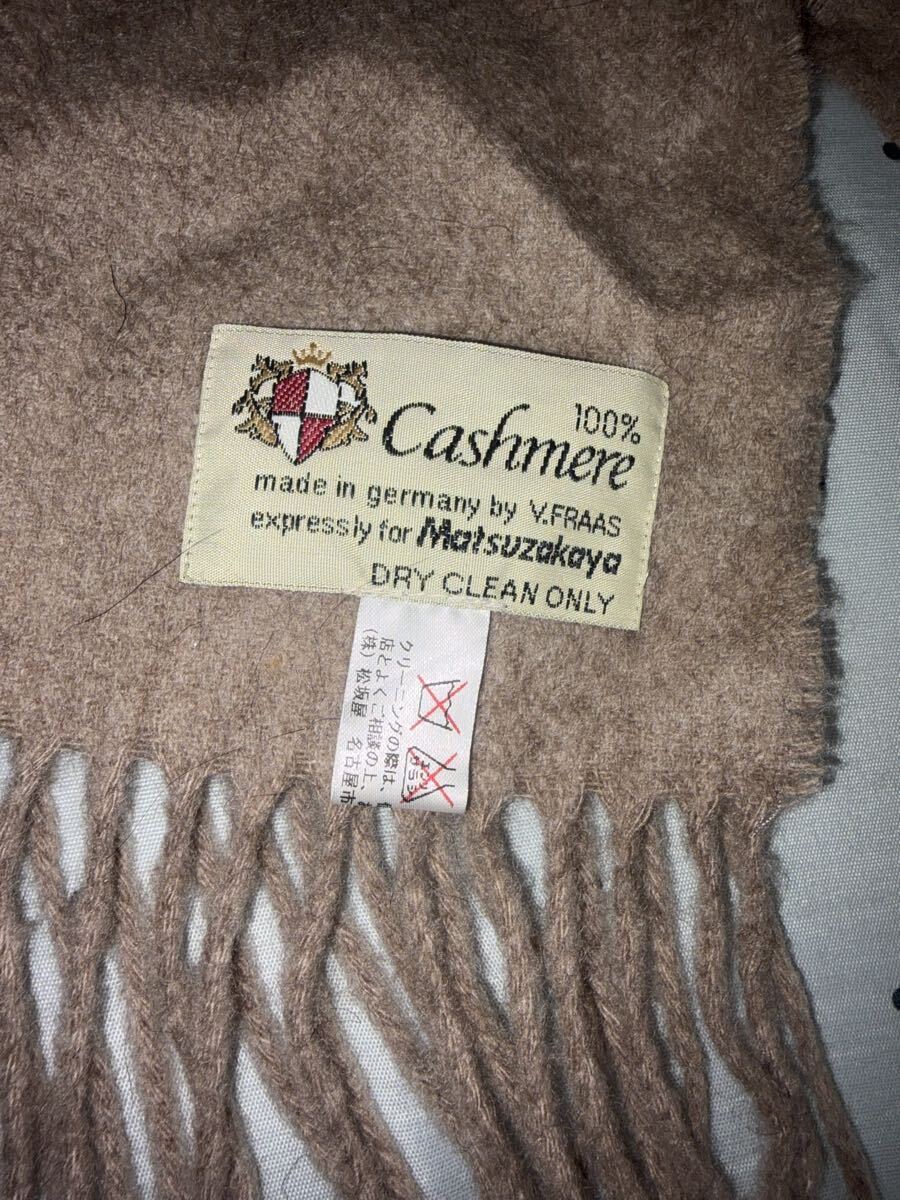 100%
Cashmere
made in germany by V.FRAAS
expressly for Matsuzakaya
DRY CLEAN ONLY
クリーニングの際は、
店とよくご相談の上、
(株) 松坂屋 名古屋市